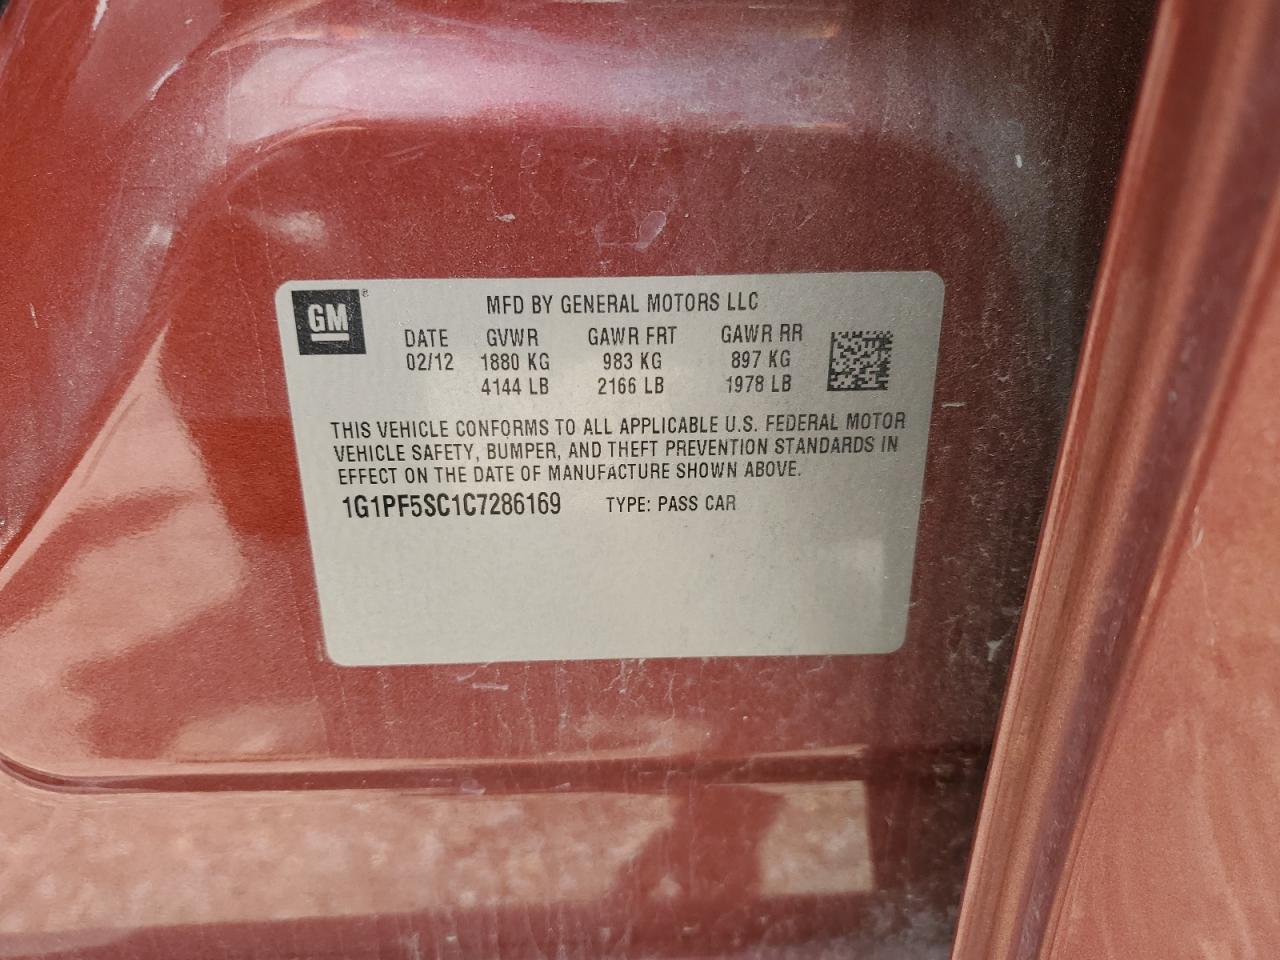 GM ®
MFD BY GENERAL MOTORS LLC
DATE GVWR GAWR FRT GAWR RR
02/12 1880 KG 983 KG 897 KG
4144 LB 2166 LB 1978 LB
THIS VEHICLE CONFORMS TO ALL APPLICABLE U.S. FEDERAL MOTOR
VEHICLE SAFETY, BUMPER, AND THEFT PREVENTION STANDARDS IN
EFFECT ON THE DATE OF MANUFACTURE SHOWN ABOVE.
1G1PF5SC1C7286169 TYPE: PASS CAR